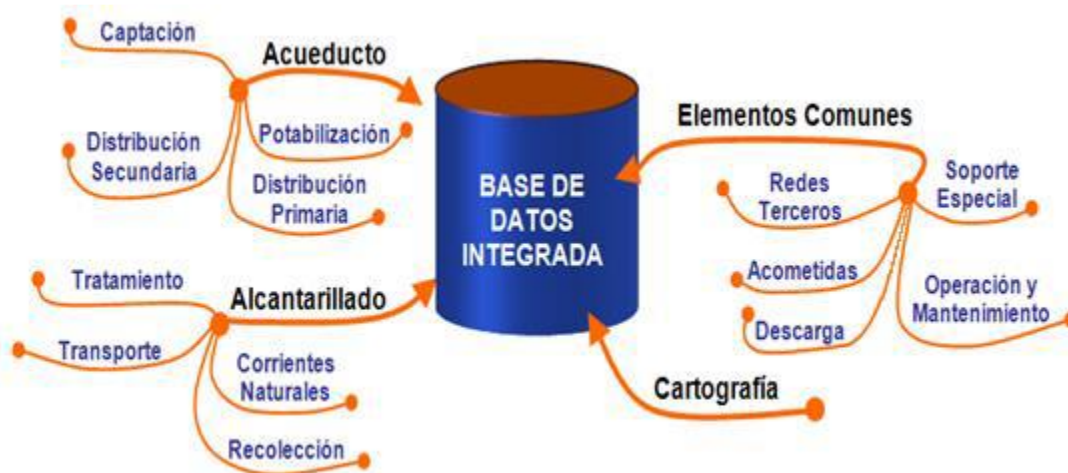 Captación
Acueducto
Distribución
Secundaria
Potabilización
Distribución
Primaria
Tratamiento
Alcantarillado
Transporte
Corrientes
Naturales
Recolección
BASE DE
DATOS
INTEGRADA
Elementos Comunes
Redes
Terceros
Soporte
Especial
Acometidas
Operación y
Mantenimiento
Descarga
Cartografía